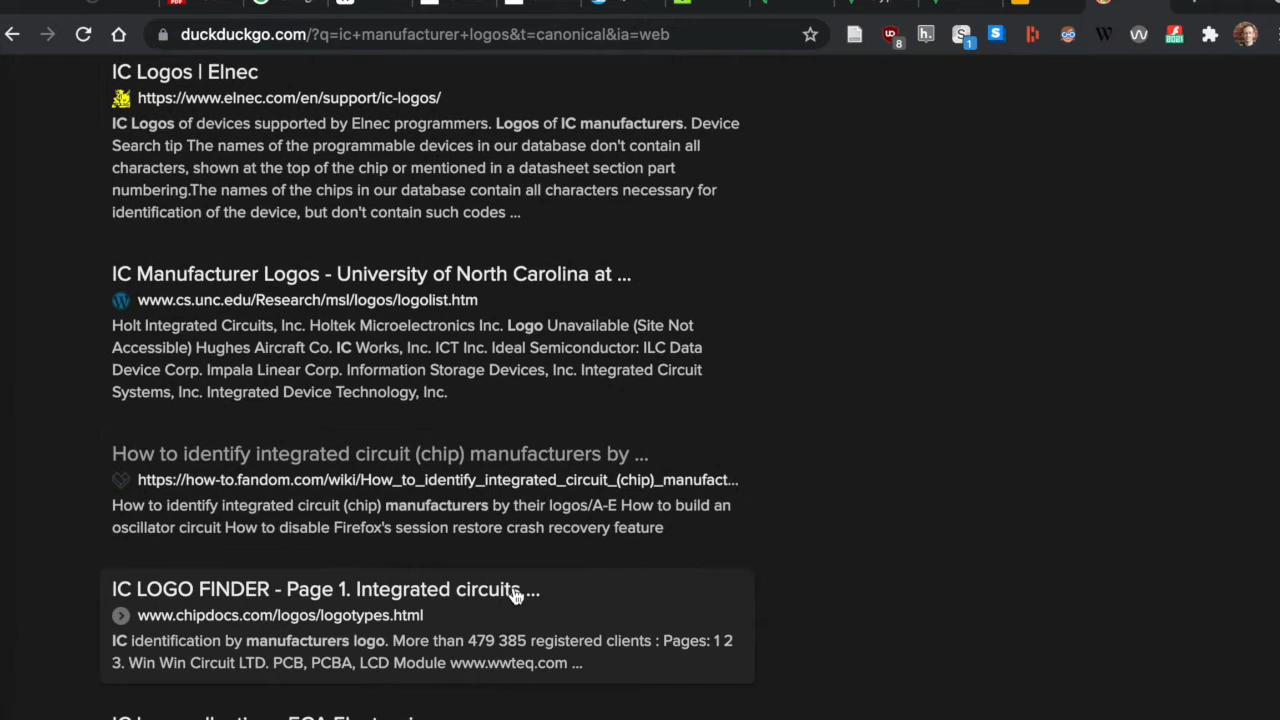 duckduckgo.com/?q=ic+manufacturer+logos&t=canonical&ia=web
8
h.
S
1
S
W
2021
IC Logos | Elnec
https://www.elnec.com/en/support/ic-logos/
IC Logos of devices supported by Elnec programmers. Logos of IC manufacturers. Device
Search tip The names of the programmable devices in our database don't contain all
characters, shown at the top of the chip or mentioned in a datasheet section part
numbering.The names of the chips in our database contain all characters necessary for
identification of the device, but don't contain such codes ...
IC Manufacturer Logos - University of North Carolina at ...
www.cs.unc.edu/Research/msl/logos/logolist.htm
Holt Integrated Circuits, Inc. Holtek Microelectronics Inc. Logo Unavailable (Site Not
Accessible) Hughes Aircraft Co. IC Works, Inc. ICT Inc. Ideal Semiconductor: ILC Data
Device Corp. Impala Linear Corp. Information Storage Devices, Inc. Integrated Circuit
Systems, Inc. Integrated Device Technology, Inc.
How to identify integrated circuit (chip) manufacturers by ...
https://how-to.fandom.com/wiki/How_to_identify_integrated_circuit_(chip)_manufact...
How to identify integrated circuit (chip) manufacturers by their logos/A-E How to build an
oscillator circuit How to disable Firefox's session restore crash recovery feature
IC LOGO FINDER - Page 1. Integrated circuits ...
www.chipdocs.com/logos/logotypes.html
IC identification by manufacturers logo. More than 479 385 registered clients : Pages: 1 2
3. Win Win Circuit LTD. PCB, PCBA, LCD Module www.wwteq.com ...